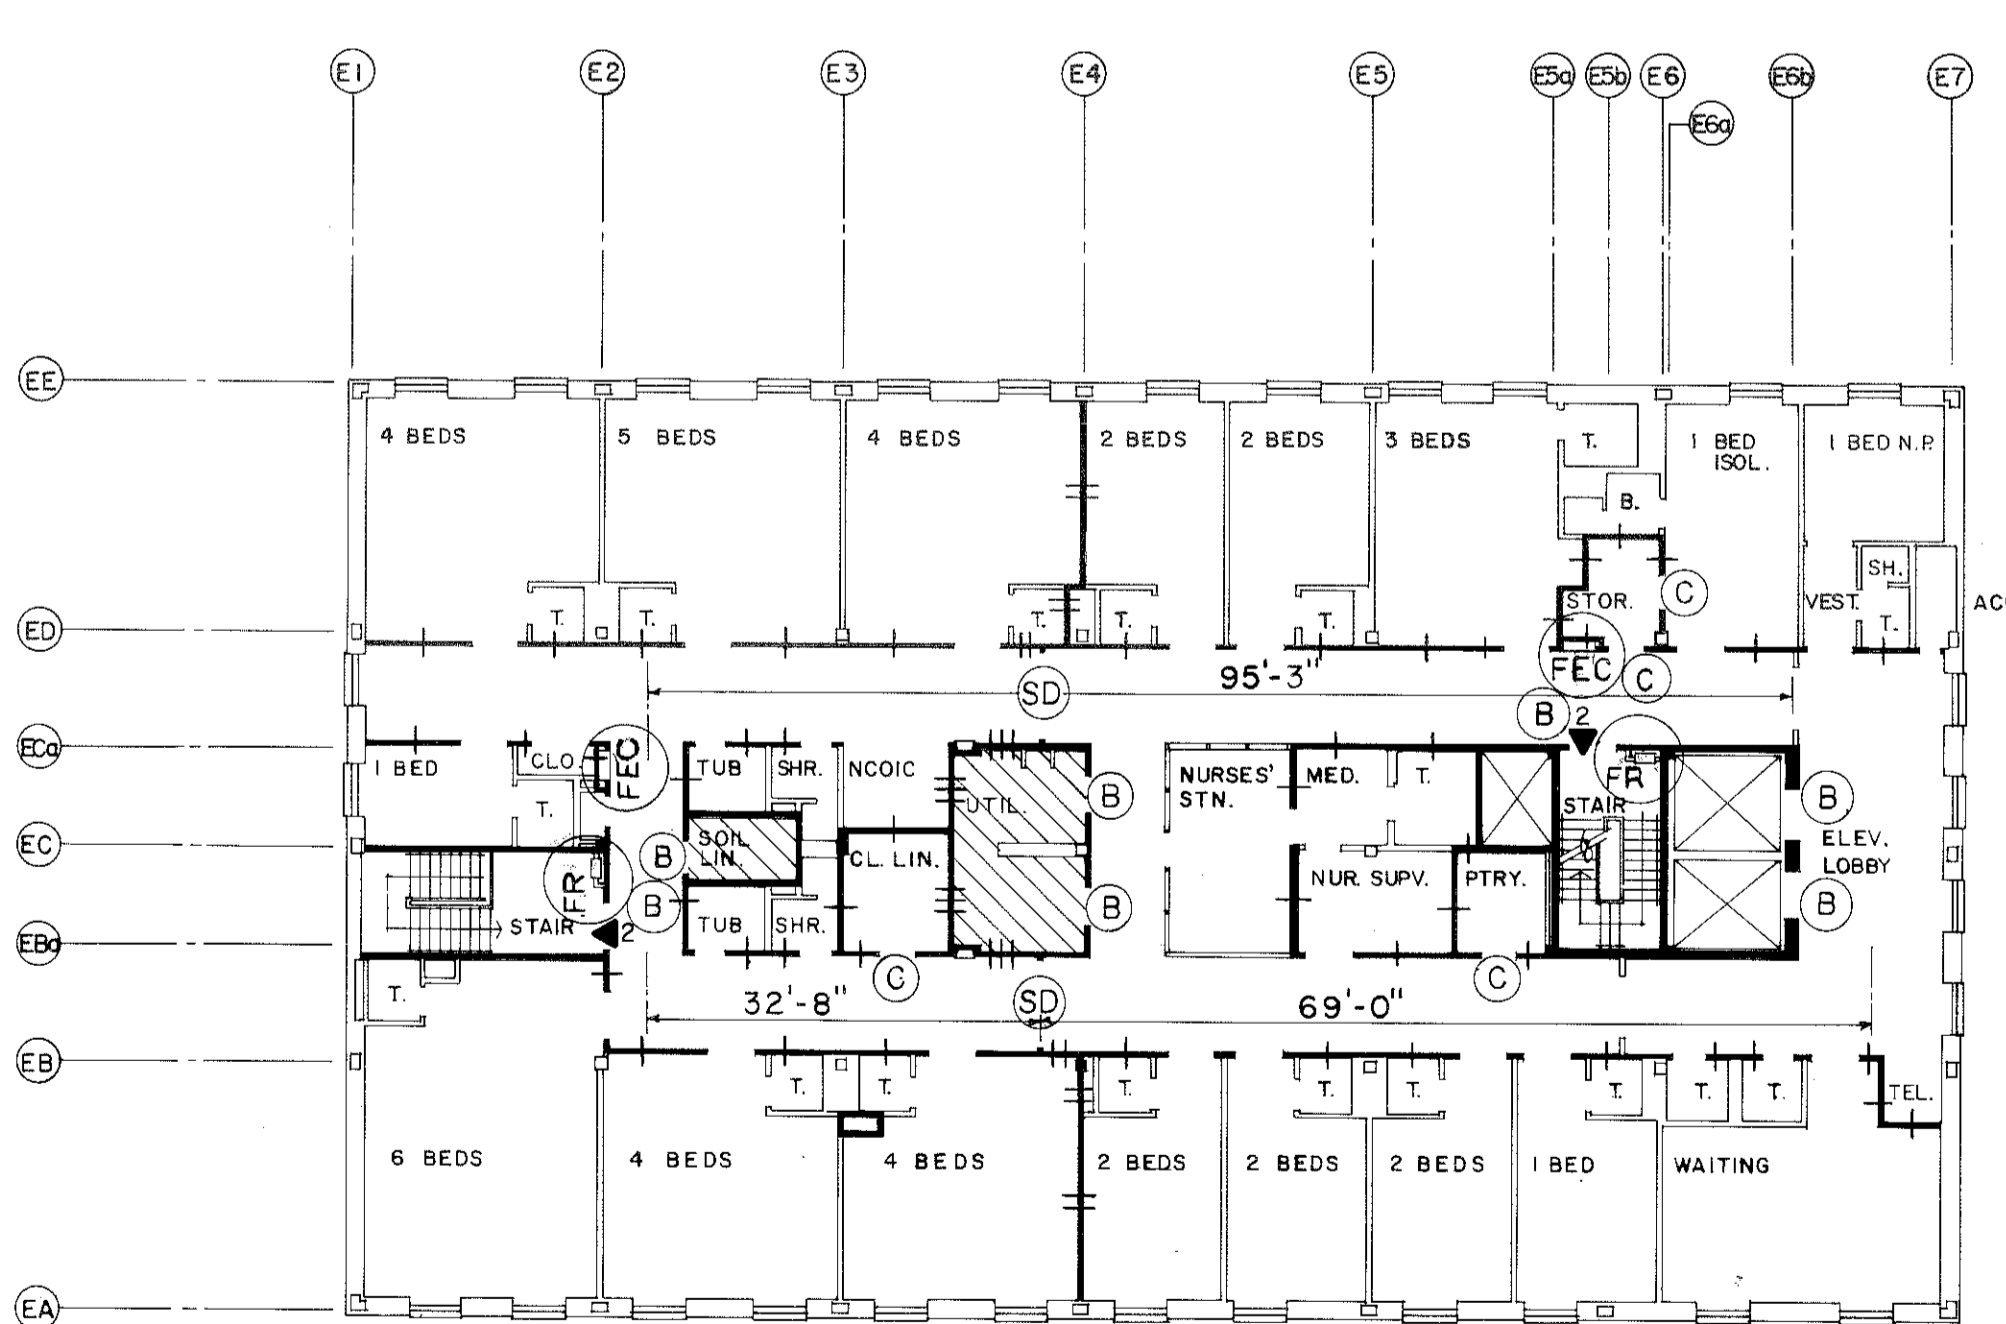 E1 E2 E3 E4 E5 E5a E5b E6 E6b E7
E6a
EE
4 BEDS 5 BEDS 4 BEDS 2 BEDS 2 BEDS 3 BEDS T. 1 BED
ISOL. 1 BED N.P.
B.
SH.
ED
T. T. T. T. T. STOR. C VEST. T. AC
FEC C
95'-3"
SD
B 2
ECa
1 BED CLO. FEC TUB SHR. NCOIC UTIL. B NURSES'
STN. MED. T. STAIR FR B
T.
EC
B SOIL
LIN. CL. LIN. NUR. SUPV. PTRY. ELEV.
LOBBY
FR B B B
STAIR 2 TUB SHR.
EBa
T. C C
32'-8" SD 69'-0"
EB
T. T. T. T. T. T. T. T. TEL.
6 BEDS 4 BEDS 4 BEDS 2 BEDS 2 BEDS 2 BEDS 1 BED WAITING
EA